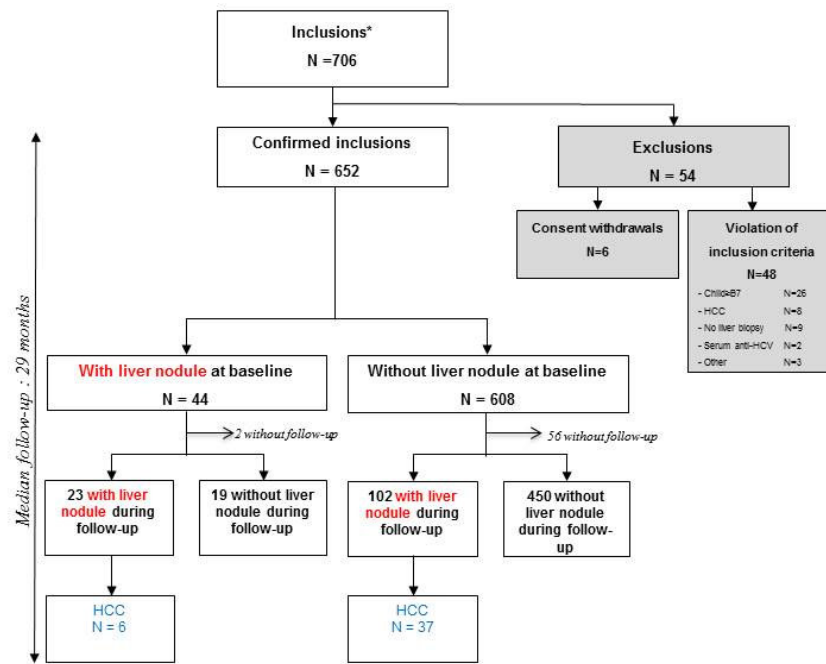 Inclusions*
N =706
Confirmed inclusions
N = 652
Exclusions
N = 54
Consent withdrawals
N=6
Violation of
inclusion criteria
N=48
- Child≥B7 N=26
- HCC N=8
- No liver biopsy N=9
- Serum anti-HCV N=2
- Other N=3
Median follow-up : 29 months
With liver nodule at baseline
N = 44
Without liver nodule at baseline
N = 608
2 without follow-up
56 without follow-up
23 with liver
nodule during
follow-up
19 without liver
nodule during
follow-up
102 with liver
nodule during
follow-up
450 without
liver nodule
during follow-
up
HCC
N = 6
HCC
N = 37